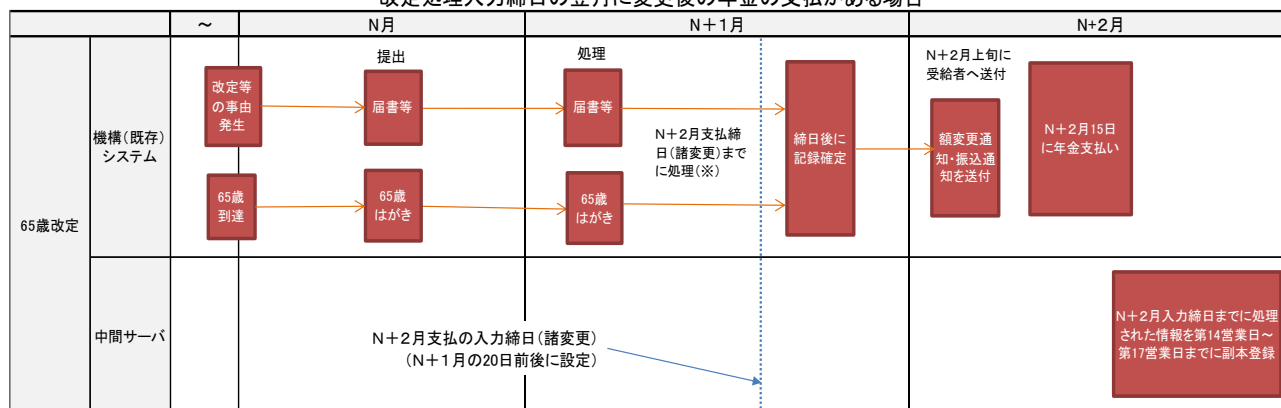 改定処理入力締日の翌月に変更後の年金の支払がある場合
～
N月
N＋1月
N+2月
65歳改定
機構（既存）
システム
改定等
の事由
発生
提出
届書等
処理
届書等
N＋2月支払締
日（諸変更）まで
に処理（※）
締日後に
記録確定
N＋2月上旬に
受給者へ送付
額変更通
知・振込通
知を送付
N＋2月15日
に年金支払い
65歳
到達
65歳
はがき
65歳
はがき
中間サーバ
N＋2月支払の入力締日（諸変更）
（N＋1月の20日前後に設定）
N＋2月入力締日までに処理
された情報を第14営業日～
第17営業日までに副本登録